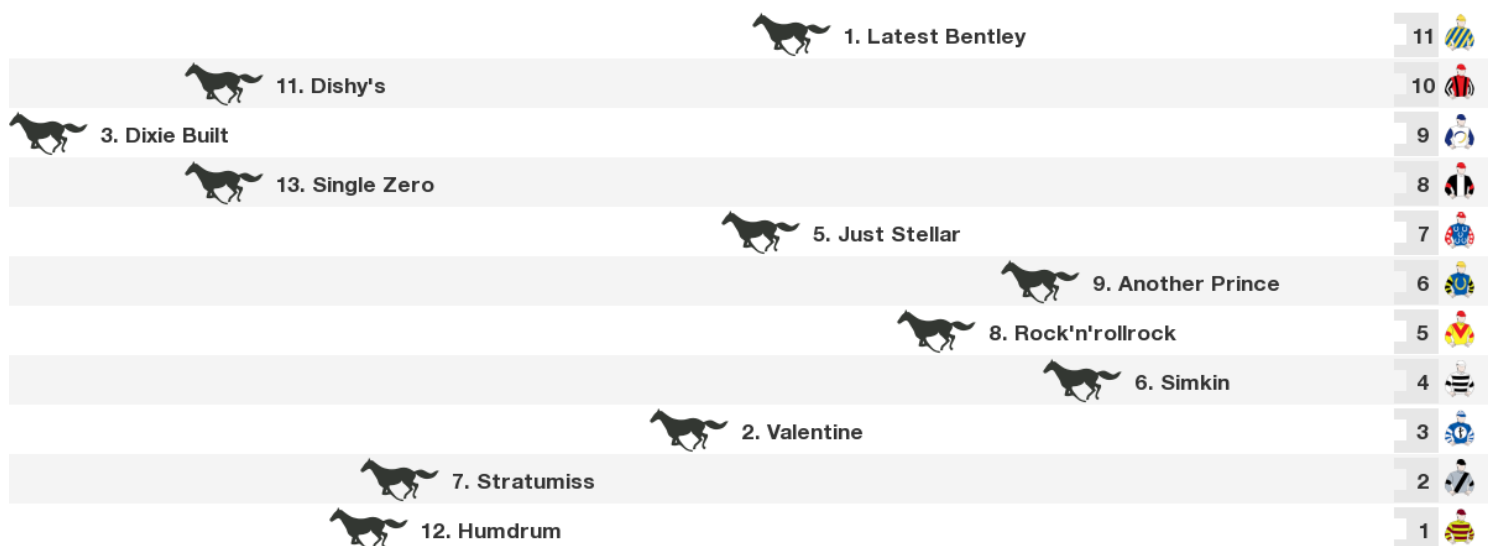 1. Latest Bentley 11
11. Dishy's 10
3. Dixie Built 9
13. Single Zero 8
5. Just Stellar 7
9. Another Prince 6
8. Rock'n'rollrock 5
6. Simkin 4
2. Valentine 3
7. Stratumiss 2
12. Humdrum 1